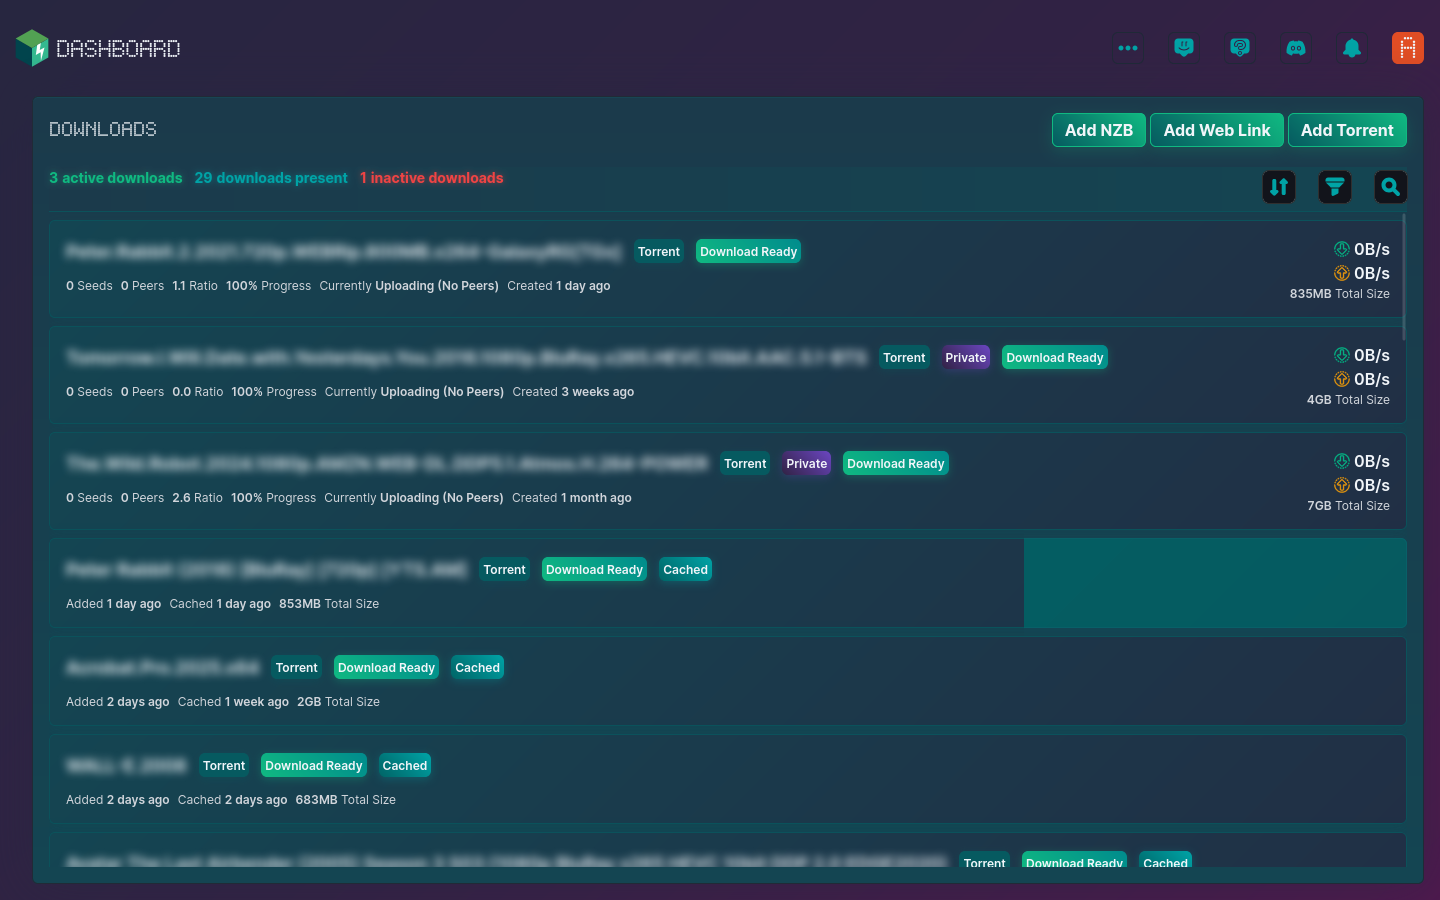 DASHBOARD
A
DOWNLOADS
Add NZB Add Web Link Add Torrent
3 active downloads 29 downloads present 1 inactive downloads
Torrent Download Ready
0B/s
0B/s
0 Seeds 0 Peers 1.1 Ratio 100% Progress Currently Uploading (No Peers) Created 1 day ago
835MB Total Size
Torrent Private Download Ready
0B/s
0B/s
0 Seeds 0 Peers 0.0 Ratio 100% Progress Currently Uploading (No Peers) Created 3 weeks ago
4GB Total Size
Torrent Private Download Ready
0B/s
0B/s
0 Seeds 0 Peers 2.6 Ratio 100% Progress Currently Uploading (No Peers) Created 1 month ago
7GB Total Size
Torrent Download Ready Cached
Added 1 day ago Cached 1 day ago 853MB Total Size
Torrent Download Ready Cached
Added 2 days ago Cached 1 week ago 2GB Total Size
Torrent Download Ready Cached
Added 2 days ago Cached 2 days ago 683MB Total Size
Torrent Download Ready Cached